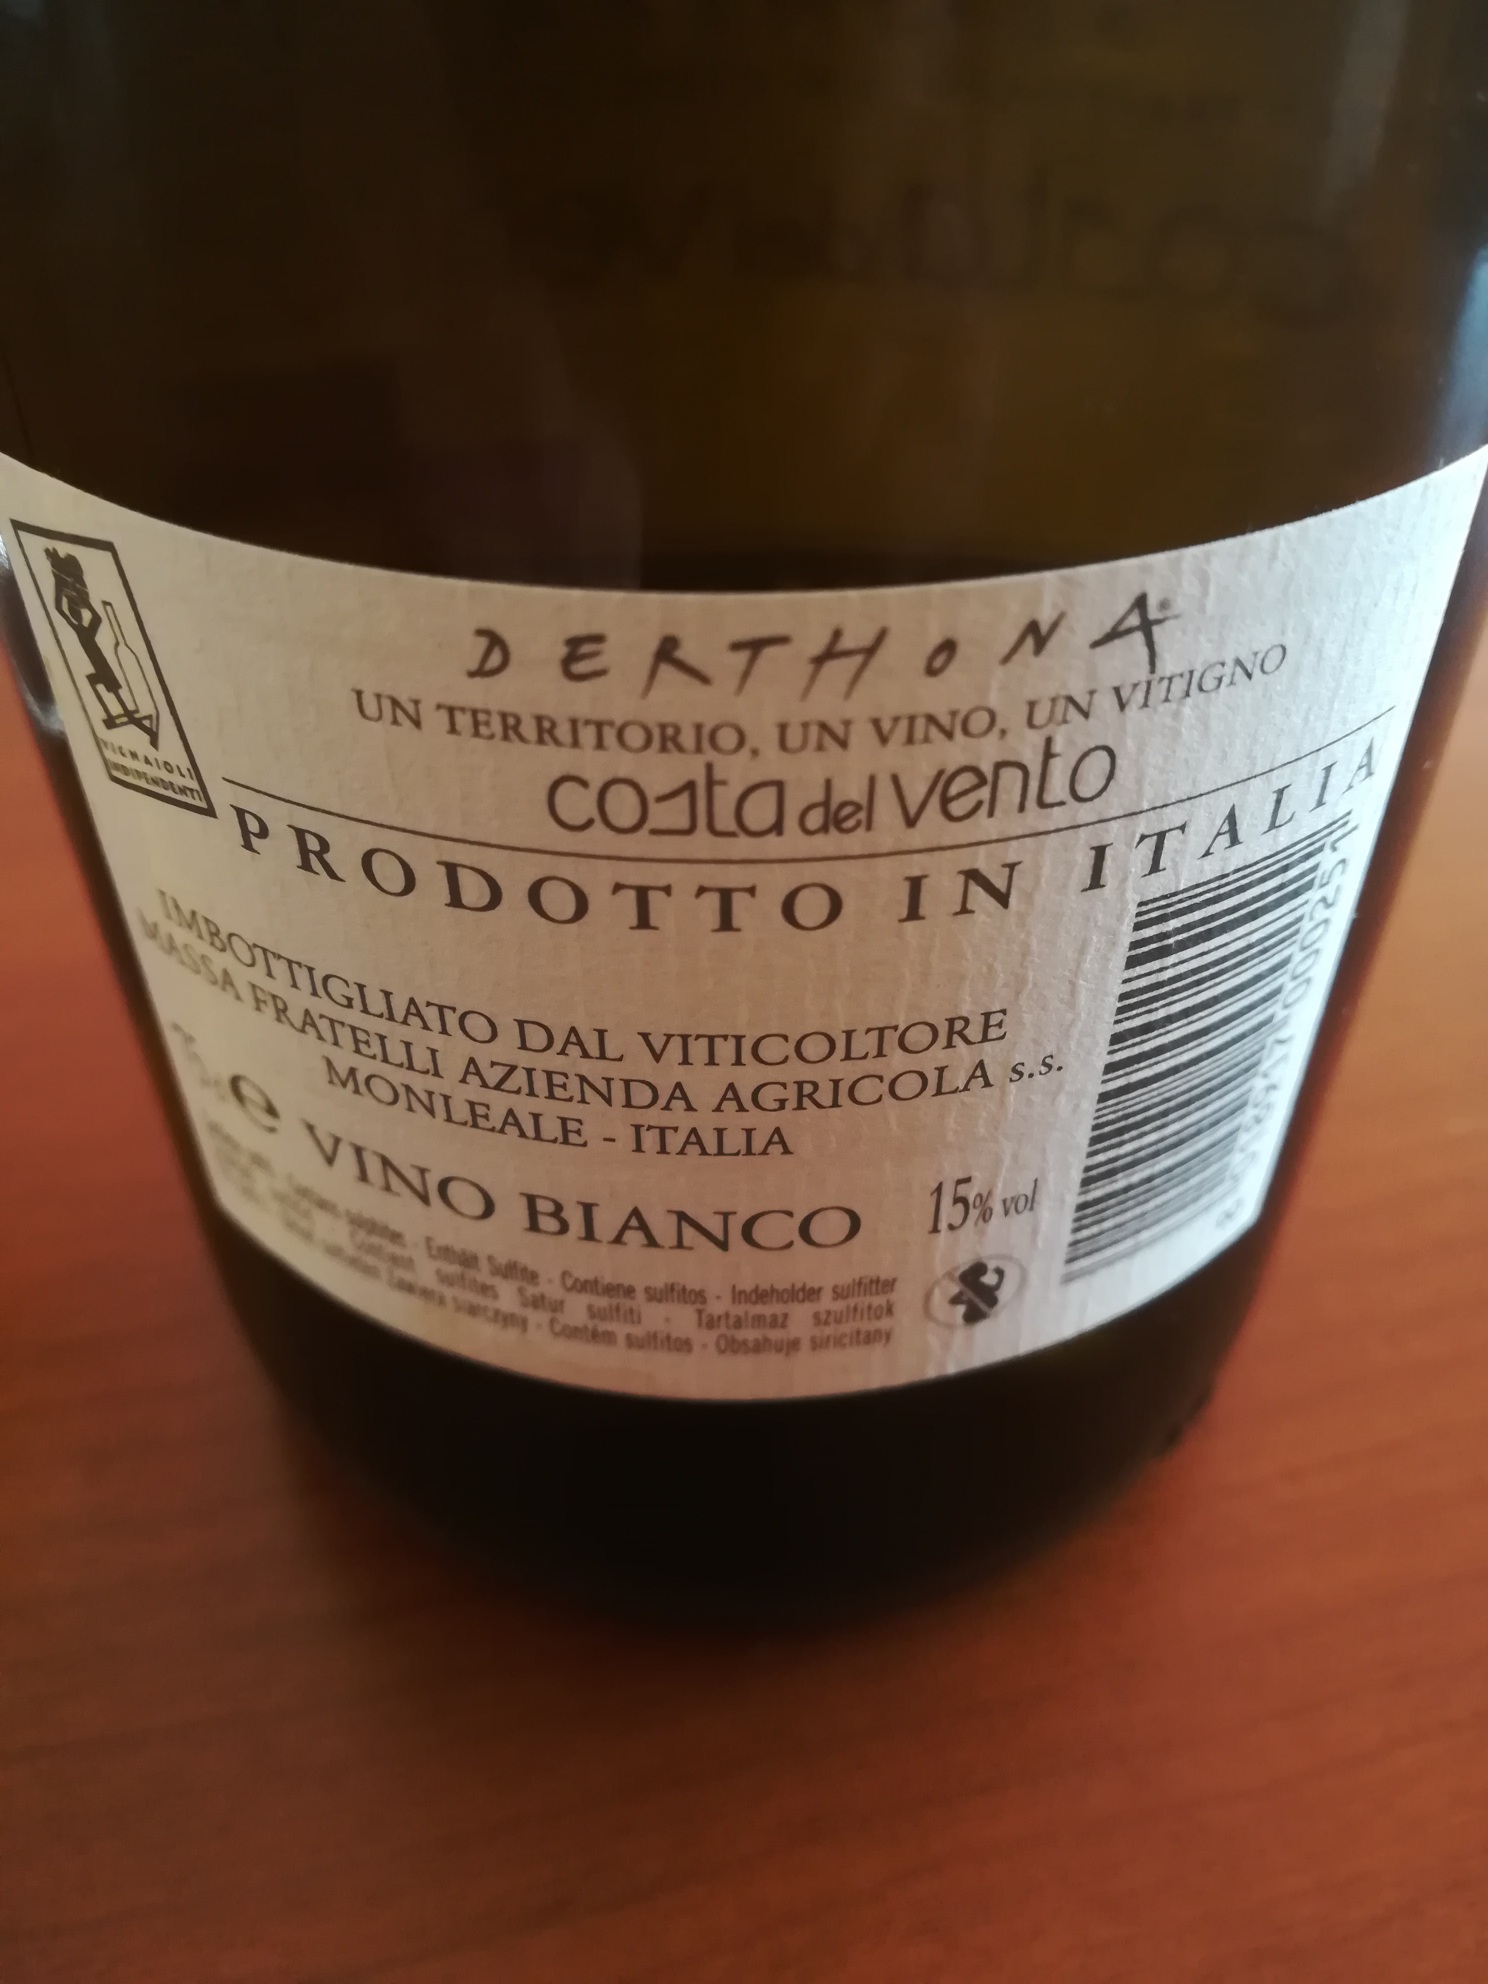 DERTHONA®
UN TERRITORIO, UN VINO, UN VITIGNO
costa del vento
VIGNAIOLI
INDIPENDENTI
PRODOTTO IN ITALIA
IMBOTTIGLIATO DAL VITICOLTORE
MASSA FRATELLI AZIENDA AGRICOLA s.s.
MONLEALE - ITALIA
e VINO BIANCO 15% vol
Enthält Sulfite - Contiene sulfitos - Indeholder sulfitter
sulfites Satur sulfiti - Tartalmaz szulfitok
Zawiera siarczyny - Contém sulfitos - Obsahuje siricitany